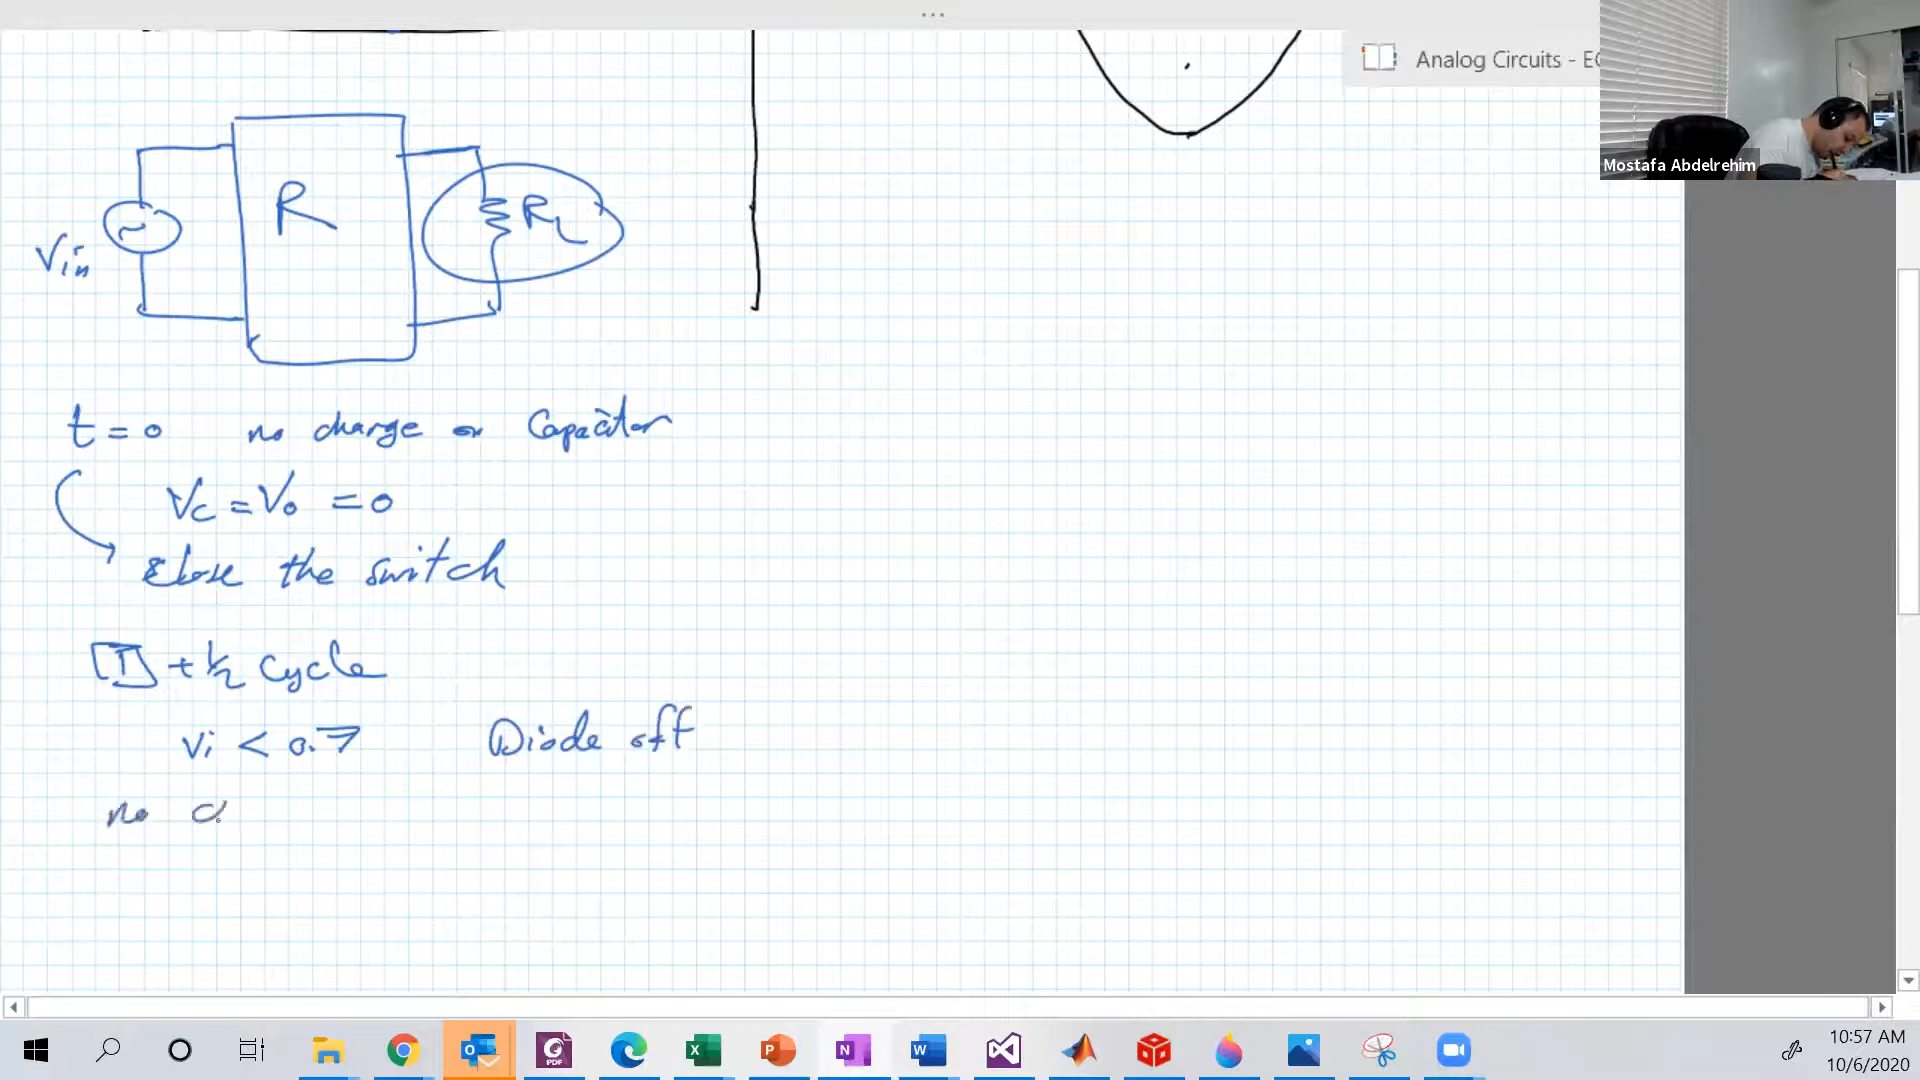 ...
Analog Circuits - EC
Mostafa Abdelrehim
R
RL
Vin
t = 0 no charge on Capacitor
Vc = Vo = 0
close the switch
[1] + 1/2 cycle
vi < 0.7 Diode off
no c
10:57 AM
10/6/2020